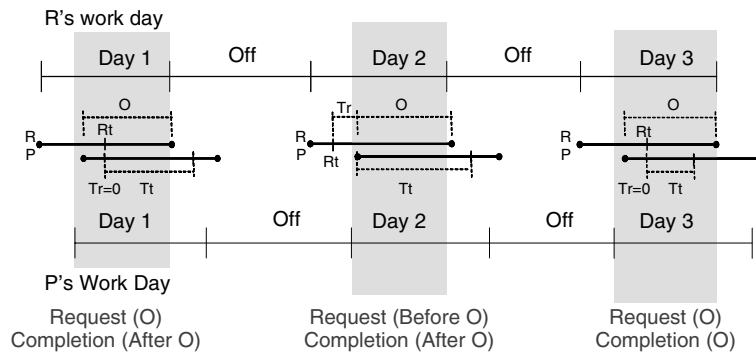 R's work day
Day 1 Off Day 2 Off Day 3
O Tr O O
R Rt R R Rt
P P Rt P
Tr=0 Tt Tt Tr=0 Tt
Day 1 Off Day 2 Off Day 3
P's Work Day
Request (O) Request (Before O) Request (O)
Completion (After O) Completion (After O) Completion (O)